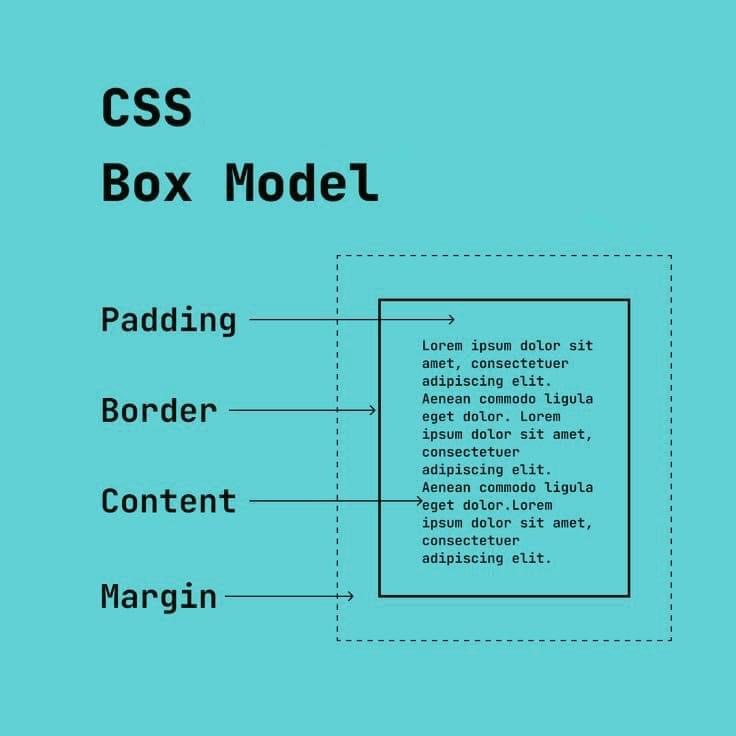 CSS
Box Model
Padding
Border
Content
Margin
Lorem ipsum dolor sit
amet, consectetuer
adipiscing elit.
Aenean commodo ligula
eget dolor. Lorem
ipsum dolor sit amet,
consectetuer
adipiscing elit.
Aenean commodo ligula
eget dolor.Lorem
ipsum dolor sit amet,
consectetuer
adipiscing elit.